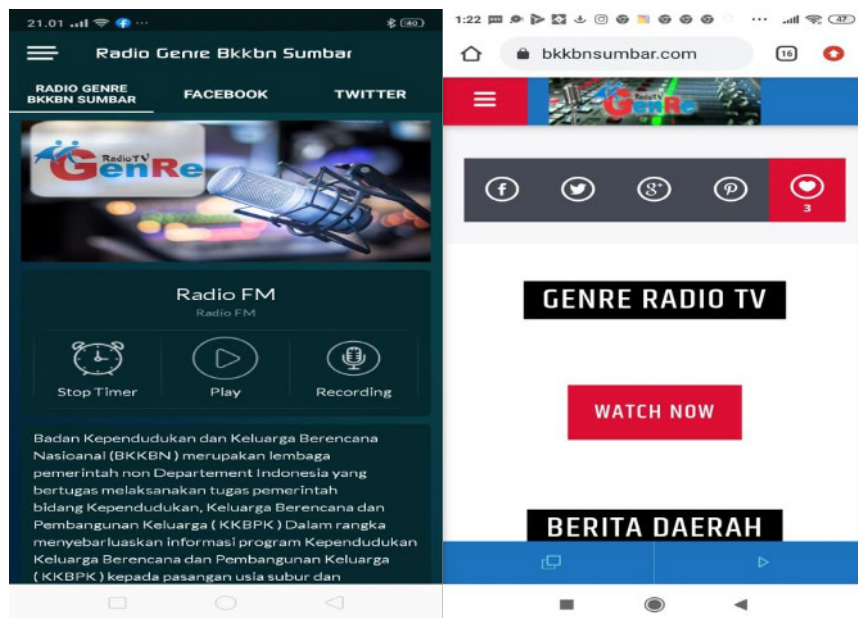 21.01
40
Radio Genre Bkkbn Sumbar
RADIO GENRE
BKKBN SUMBAR
FACEBOOK
TWITTER
RadioTV
GenRe
Radio FM
Radio FM
Stop Timer
Play
Recording
Badan Kependudukan dan Keluarga Berencana
Nasioanal (BKKBN ) merupakan lembaga
pemerintah non Departement Indonesia yang
bertugas melaksanakan tugas pemerintah
bidang Kependudukan, Keluarga Berencana dan
Pembangunan Keluarga ( KKBPK ) Dalam rangka
menyebarluaskan informasi program Kependudukan
Keluarga Berencana dan Pembangunan Keluarga
( KKBPK ) kepada pasangan usia subur dan
1:22
bkkbnsumbar.com
16
RadioTV
GenRe
3
GENRE RADIO TV
WATCH NOW
BERITA DAERAH